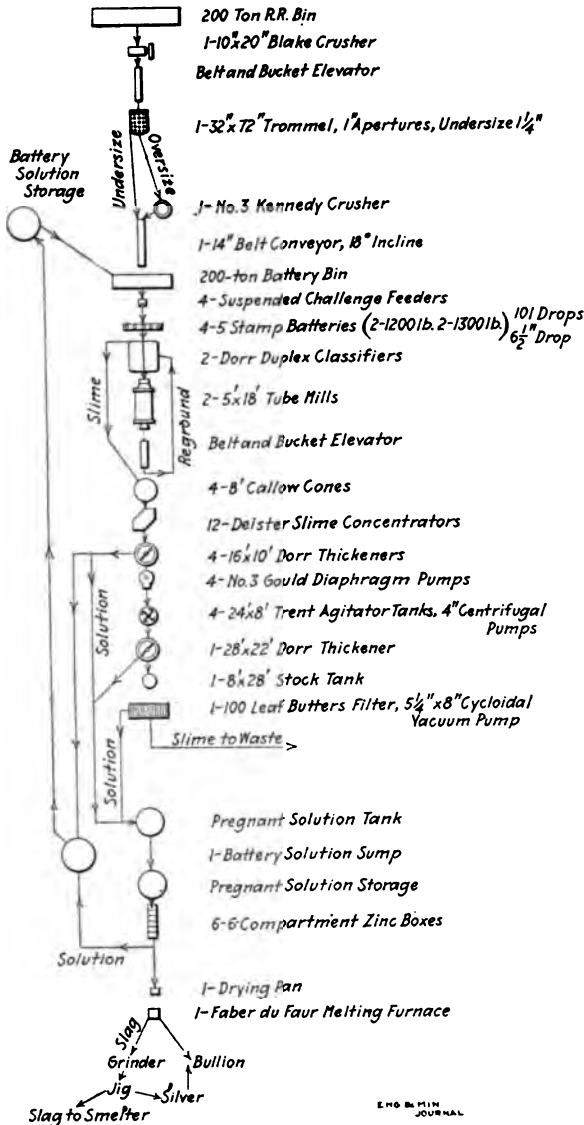 200 Ton R.R. Bin
1-10"x20" Blake Crusher
Belt and Bucket Elevator
1-32"x72" Trommel, 1" Apertures, Undersize 1¼"
Undersize
Oversize
Battery
Solution
Storage
1-No.3 Kennedy Crusher
1-14" Belt Conveyor, 18° Incline
200-ton Battery Bin
4-Suspended Challenge Feeders
4-5 Stamp Batteries (2-1200 lb. 2-1300 lb.) 101 Drops
6½" Drop
2-Dorr Duplex Classifiers
Slime
2-5'x18' Tube Mills
Reground
Belt and Bucket Elevator
4-8' Callow Cones
12-Deister Slime Concentrators
4-16'x10' Dorr Thickeners
4-No.3 Gould Diaphragm Pumps
Solution
4-24'x8' Trent Agitator Tanks, 4" Centrifugal
Pumps
1-28'x22' Dorr Thickener
1-8'x28' Stock Tank
1-100 Leaf Butters Filter, 5¼"x8" Cycloidal
Vacuum Pump
Slime to Waste
Solution
Pregnant Solution Tank
1-Battery Solution Sump
Pregnant Solution Storage
6-6-Compartment Zinc Boxes
Solution
1-Drying Pan
1-Faber du Faur Melting Furnace
Slag
Grinder
Bullion
Jig
Silver
Slag to Smelter
ENG & MIN
JOURNAL